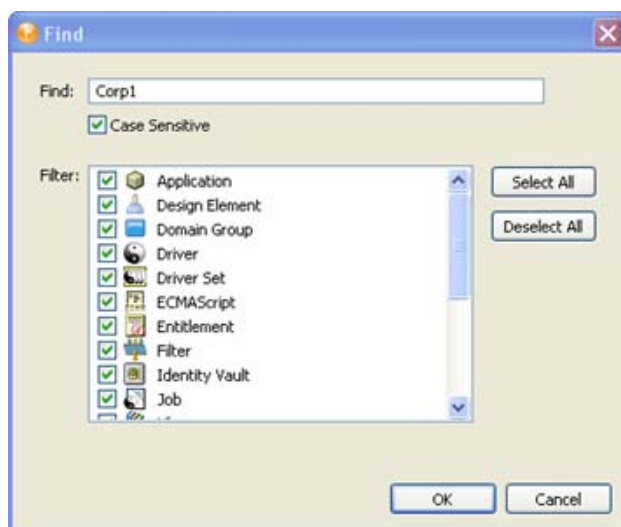 Find
Find: Corp1
Case Sensitive
Filter:
Application
Design Element
Domain Group
Driver
Driver Set
ECMAScript
Entitlement
Filter
Identity Vault
Job
Select All
Deselect All
OK Cancel